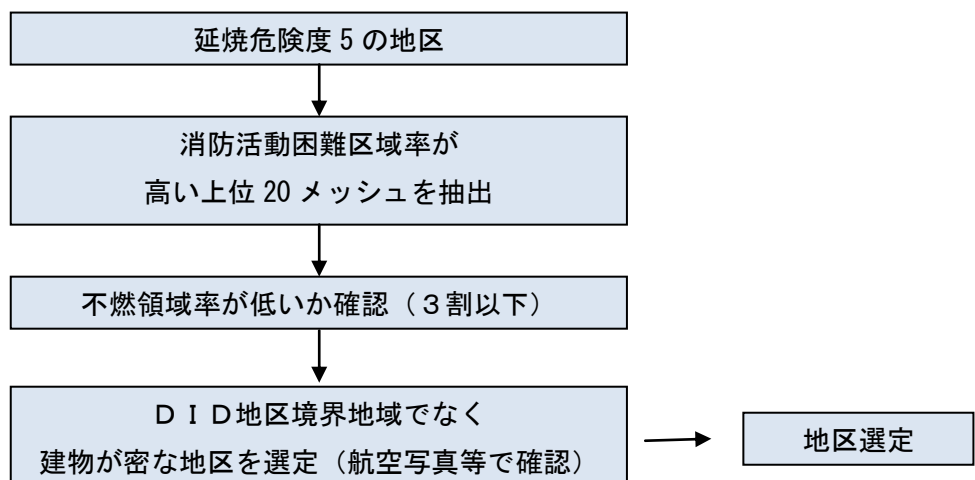 延焼危険度 5 の地区
消防活動困難区域率が
高い上位 20 メッシュを抽出
不燃領域率が低いか確認（３割以下）
ＤＩＤ地区境界地域でなく
建物が密な地区を選定（航空写真等で確認）
地区選定